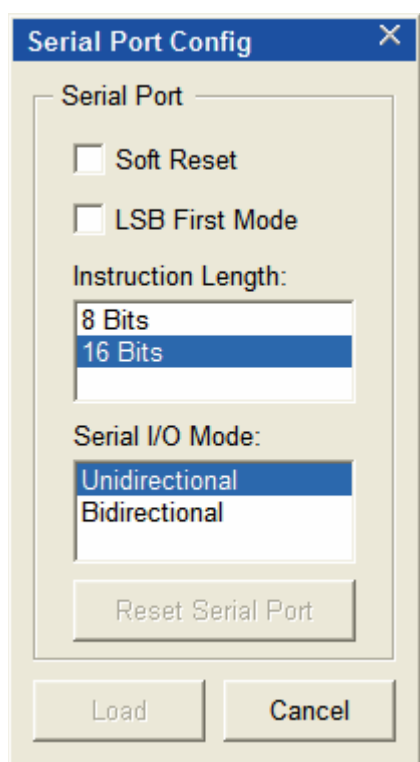 Serial Port Config
Serial Port
Soft Reset
LSB First Mode
Instruction Length:
8 Bits
16 Bits
Serial I/O Mode:
Unidirectional
Bidirectional
Reset Serial Port
Load Cancel